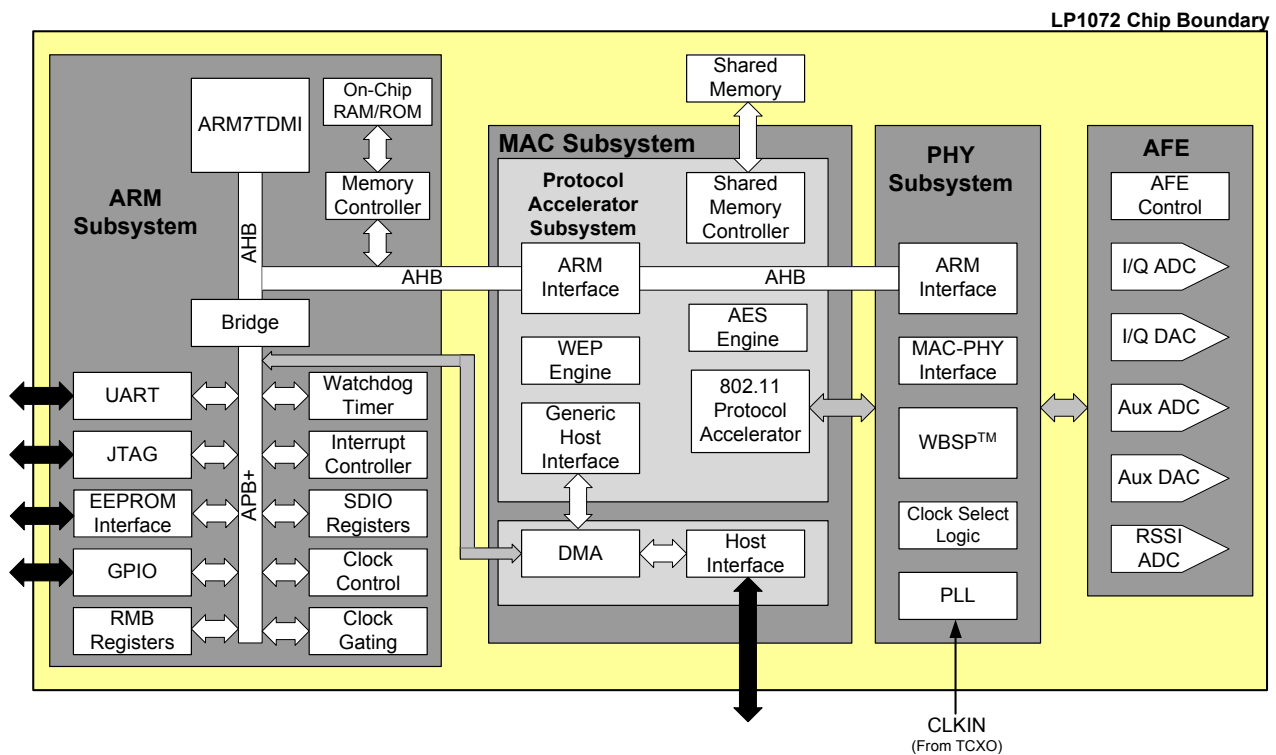 LP1072 Chip Boundary
ARM
Subsystem
ARM7TDMI
On-Chip
RAM/ROM
Memory
Controller
AHB
AHB
Bridge
APB+
UART
JTAG
EEPROM
Interface
GPIO
RMB
Registers
Watchdog
Timer
Interrupt
Controller
SDIO
Registers
Clock
Control
Clock
Gating
Shared
Memory
MAC Subsystem
Protocol
Accelerator
Subsystem
Shared
Memory
Controller
ARM
Interface
AHB
AES
Engine
WEP
Engine
802.11
Protocol
Accelerator
Generic
Host
Interface
DMA
Host
Interface
PHY
Subsystem
ARM
Interface
MAC-PHY
Interface
WBSP™
Clock Select
Logic
PLL
CLKIN
(From TCXO)
AFE
AFE
Control
I/Q ADC
I/Q DAC
Aux ADC
Aux DAC
RSSI
ADC